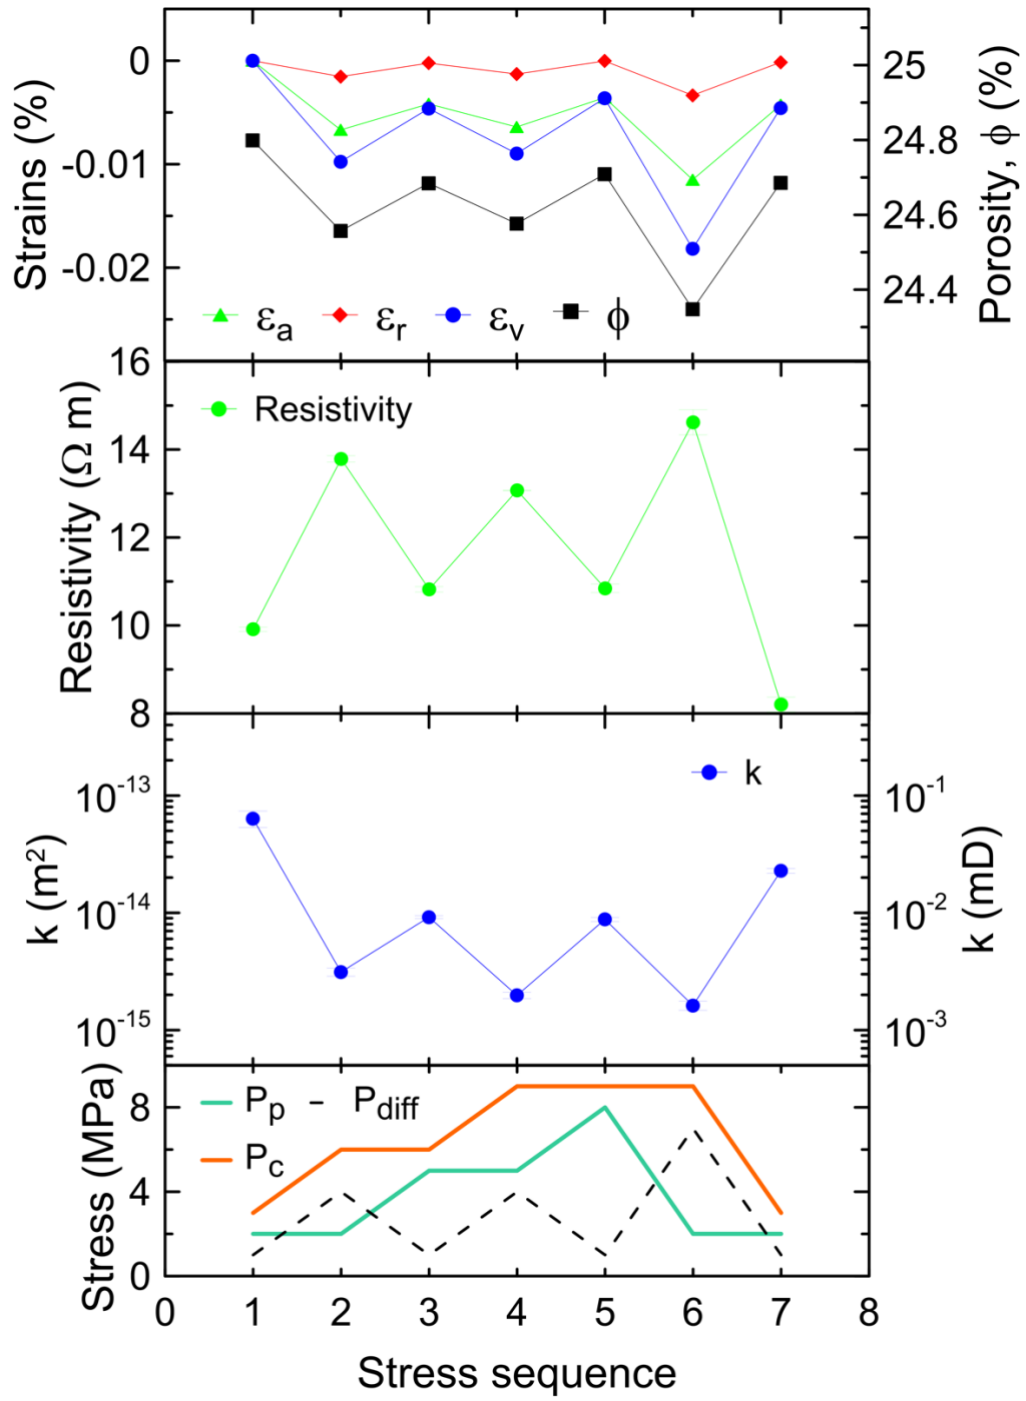 Strains (%)
0
-0.01
-0.02
εa εr εv ϕ
25
24.8
24.6
24.4
Porosity, ϕ (%)
Resistivity (Ω m)
16
14
12
10
8
Resistivity
k (m²)
10⁻¹³
10⁻¹⁴
10⁻¹⁵
k
10⁻¹
10⁻²
10⁻³
k (mD)
Stress (MPa)
8
4
0
Pp Pdiff
Pc
0 1 2 3 4 5 6 7 8
Stress sequence